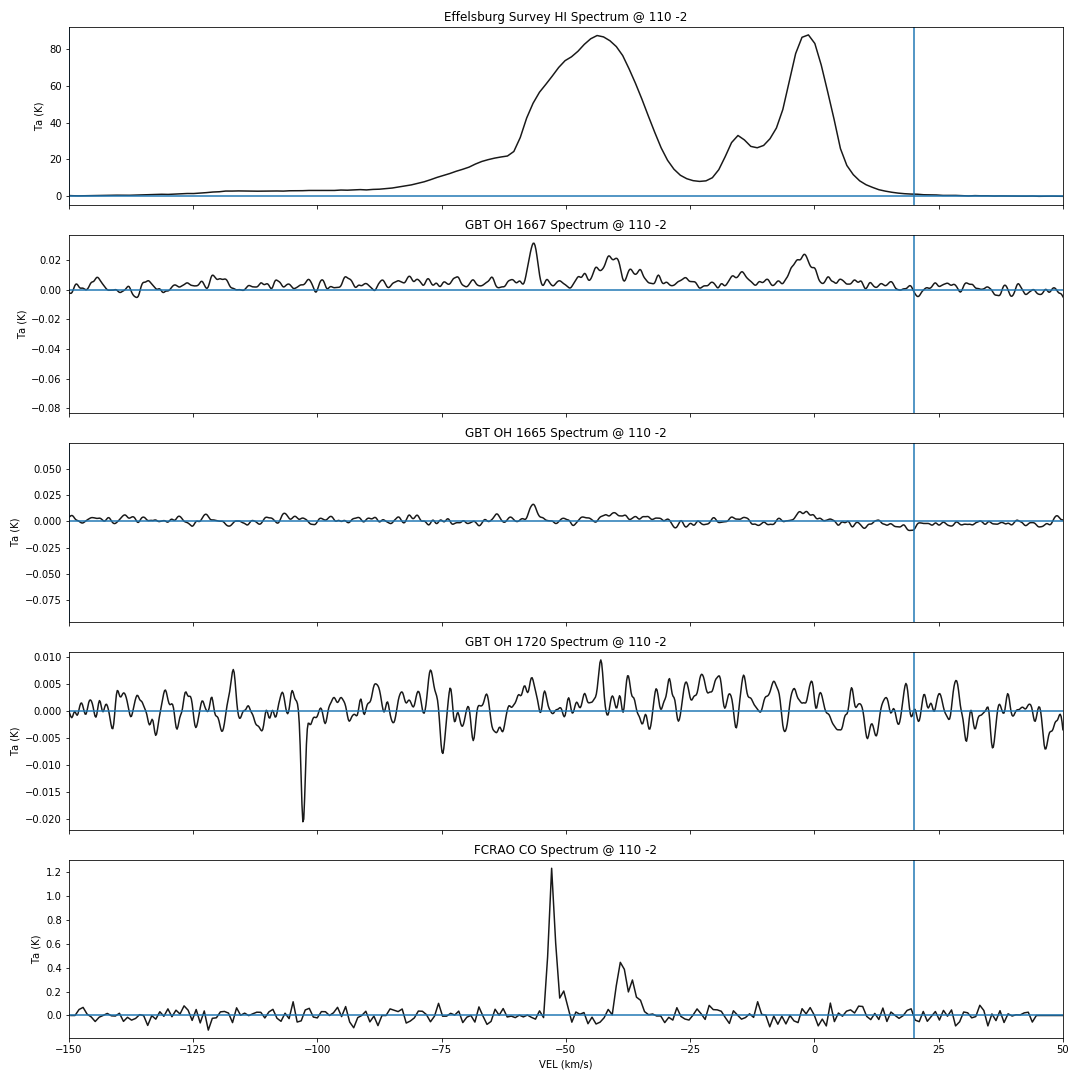 Effelsburg Survey HI Spectrum @ 110 -2
80
60
40
20
0
Ta (K)
GBT OH 1667 Spectrum @ 110 -2
0.02
0.00
−0.02
−0.04
−0.06
−0.08
Ta (K)
GBT OH 1665 Spectrum @ 110 -2
0.050
0.025
0.000
−0.025
−0.050
−0.075
Ta (K)
GBT OH 1720 Spectrum @ 110 -2
0.010
0.005
0.000
−0.005
−0.010
−0.015
−0.020
Ta (K)
FCRAO CO Spectrum @ 110 -2
1.2
1.0
0.8
0.6
0.4
0.2
0.0
Ta (K)
−150 −125 −100 −75 −50 −25 0 25 50
VEL (km/s)